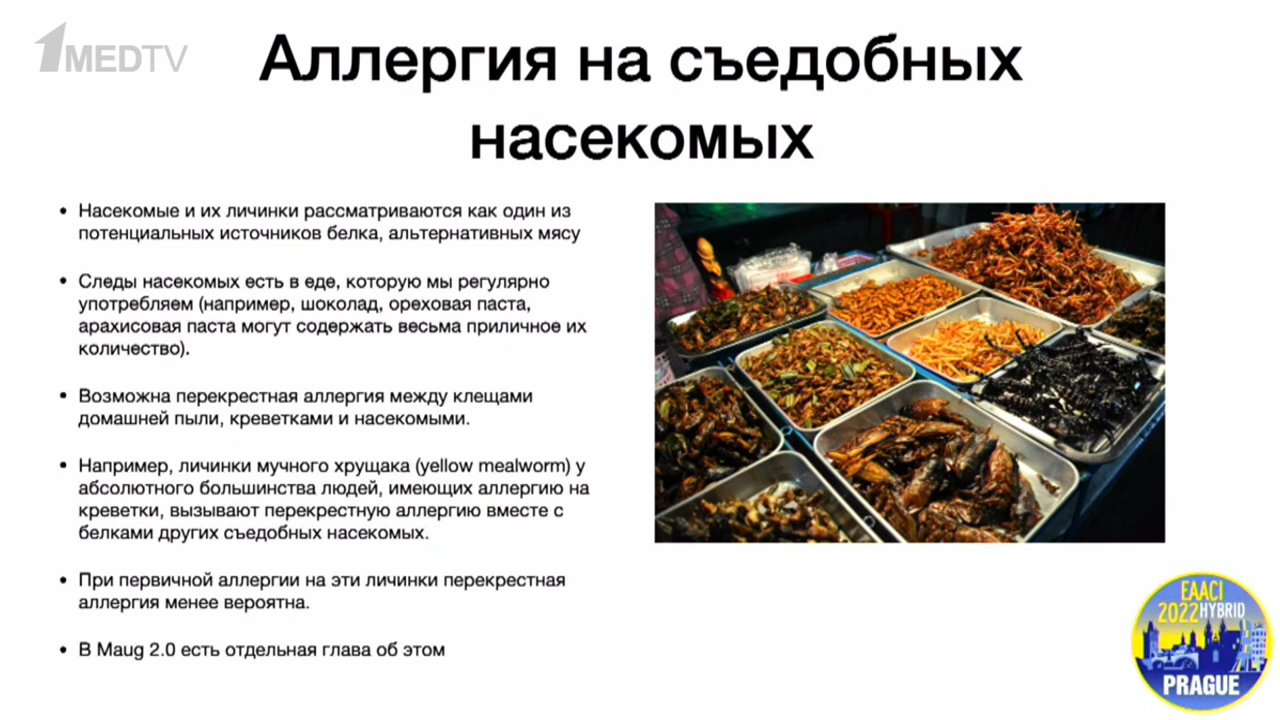 1MEDTV
Аллергия на съедобных
насекомых
• Насекомые и их личинки рассматриваются как один из
потенциальных источников белка, альтернативных мясу
• Следы насекомых есть в еде, которую мы регулярно
употребляем (например, шоколад, ореховая паста,
арахисовая паста могут содержать весьма приличное их
количество).
• Возможна перекрестная аллергия между клещами
домашней пыли, креветками и насекомыми.
• Например, личинки мучного хрущака (yellow mealworm) у
абсолютного большинства людей, имеющих аллергию на
креветки, вызывают перекрестную аллергию вместе с
белками других съедобных насекомых.
• При первичной аллергии на эти личинки перекрестная
аллергия менее вероятна.
• В Maug 2.0 есть отдельная глава об этом
EAACI
2022 HYBRID
PRAGUE